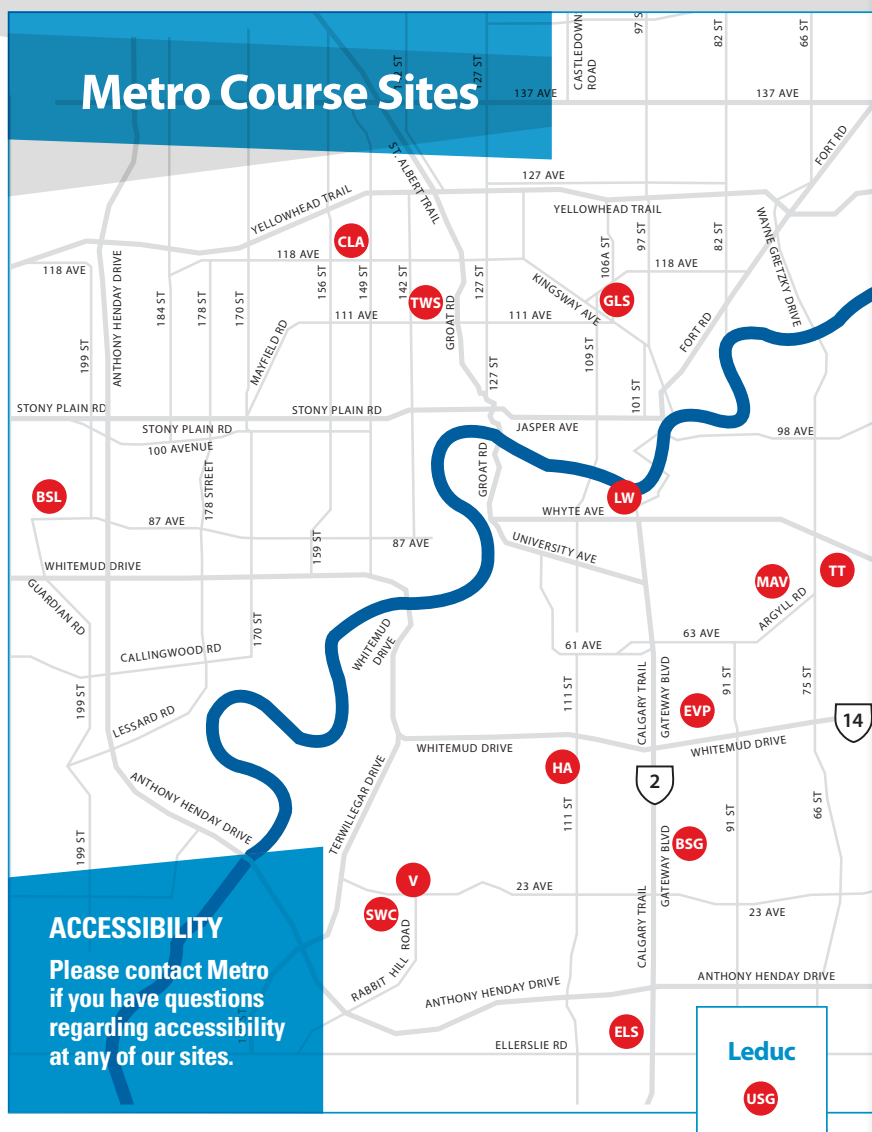 Metro Course Sites
142 ST
127 ST
CASTLEDOWN
ROAD
97 S
82 ST
66 ST
137 AVE
137 AVE
FORT RD
ST. ALBERT TRAIL
127 AVE
YELLOWHEAD TRAIL
YELLOWHEAD TRAIL
WAYNE GRETZKY DRIVE
CLA
118 AVE
118 AVE
118 AVE
106A ST
97 ST
82 ST
ANTHONY HENDAY DRIVE
184 ST
178 ST
170 ST
156 ST
149 ST
142 ST
127 ST
TWS
GLS
KINGSWAY AVE
GROAT RD
111 AVE
111 AVE
MAYFIELD RD
FORT RD
199 ST
109 ST
127 ST
101 ST
STONY PLAIN RD
STONY PLAIN RD
STONY PLAIN RD
JASPER AVE
98 AVE
100 AVENUE
178 STREET
GROAT RD
BSL
LW
WHYTE AVE
87 AVE
87 AVE
159 ST
UNIVERSITY AVE
WHITEMUD DRIVE
MAV
TT
GUARDIAN RD
ARGYLL RD
170 ST
WHITEMUD
DRIVE
61 AVE
63 AVE
CALLINGWOOD RD
199 ST
111 ST
CALGARY TRAIL
GATEWAY BLVD
91 ST
75 ST
LESSARD RD
EVP
14
WHITEMUD DRIVE
WHITEMUD DRIVE
HA
2
ANTHONY HENDAY DRIVE
TERWILLEGAR DRIVE
111 ST
91 ST
66 ST
199 ST
GATEWAY BLVD
BSG
V
23 AVE
23 AVE
SWC
RABBIT HILL ROAD
CALGARY TRAIL
ANTHONY HENDAY DRIVE
ANTHONY HENDAY DRIVE
ELS
ELLERSLIE RD
ACCESSIBILITY
Please contact Metro
if you have questions
regarding accessibility
at any of our sites.
Leduc
USG